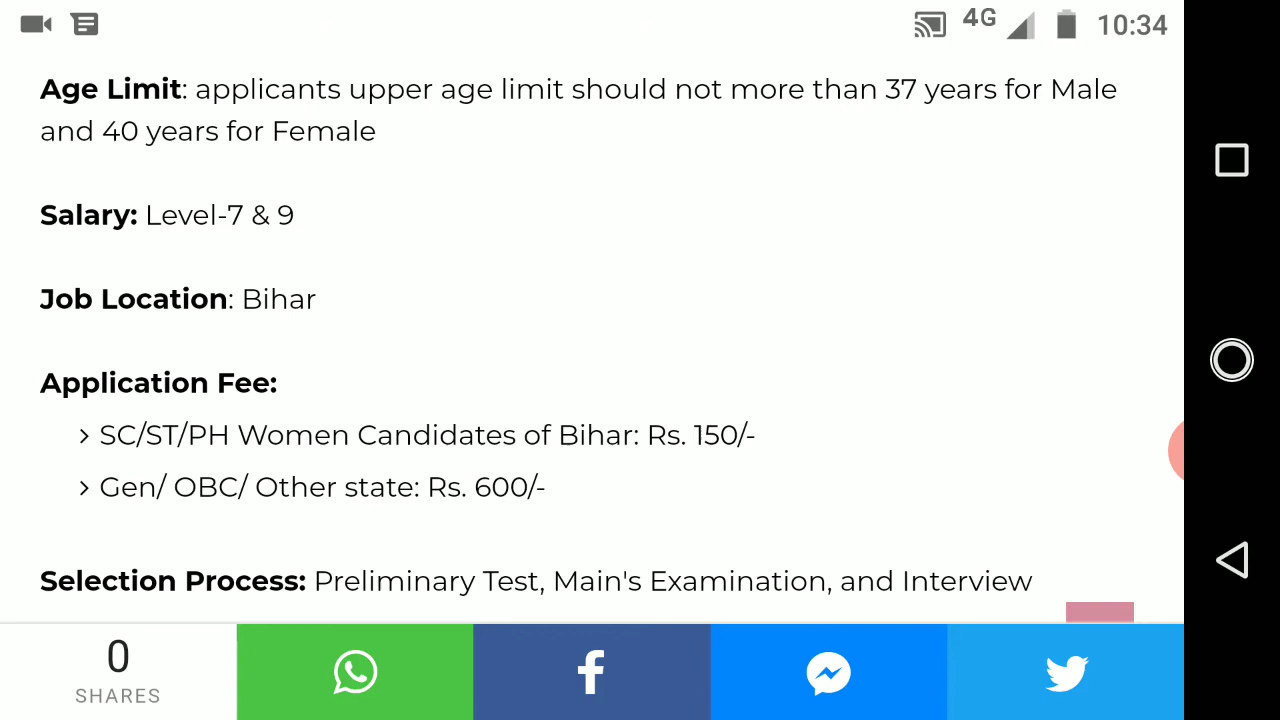 4G 10:34
Age Limit: applicants upper age limit should not more than 37 years for Male
and 40 years for Female
Salary: Level-7 & 9
Job Location: Bihar
Application Fee:
> SC/ST/PH Women Candidates of Bihar: Rs. 150/-
> Gen/ OBC/ Other state: Rs. 600/-
Selection Process: Preliminary Test, Main's Examination, and Interview
0
SHARES